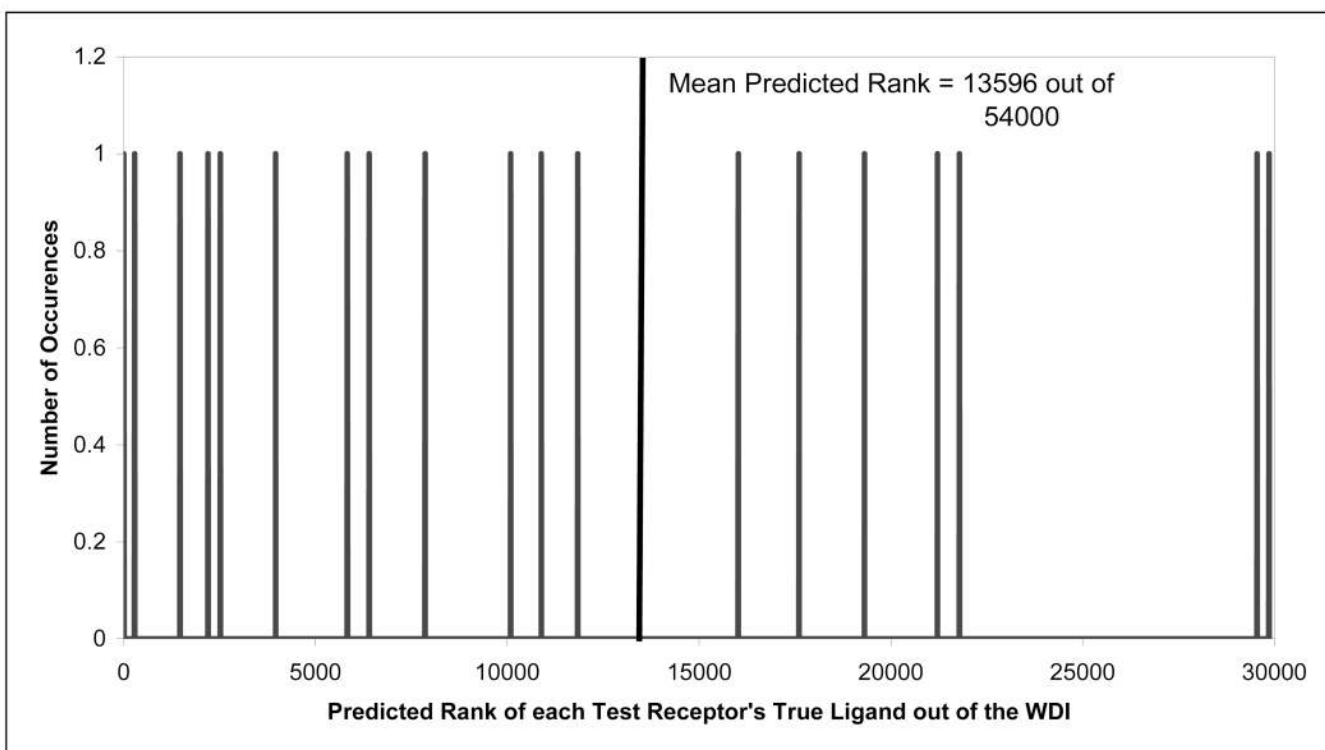 1.2
Mean Predicted Rank = 13596 out of
54000
1
0.8
0.6
0.4
0.2
0
Number of Occurences
0 5000 10000 15000 20000 25000 30000
Predicted Rank of each Test Receptor's True Ligand out of the WDI